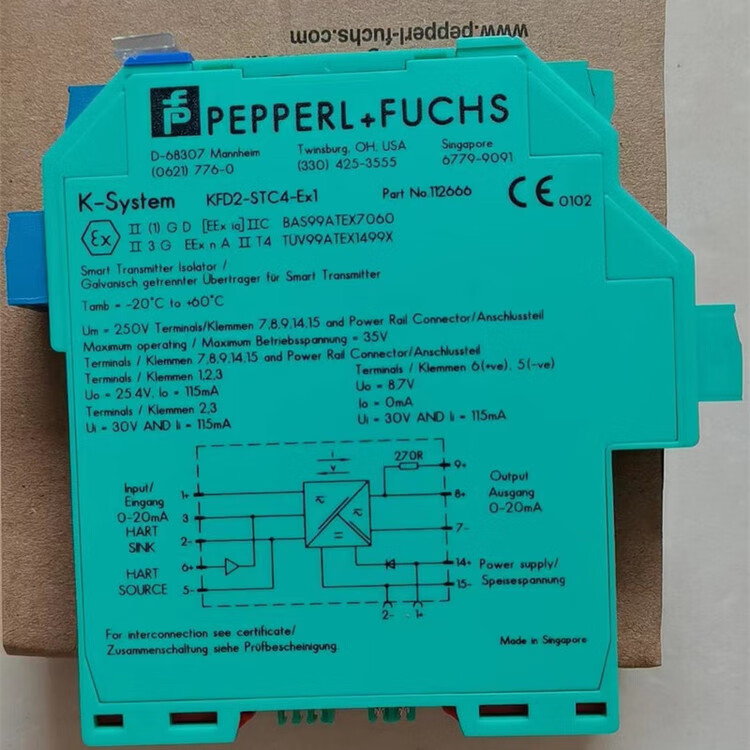 www.pepperl-fuchs.com
PEPPERL+FUCHS
D-68307 Mannheim
(0621) 776-0
Twinsburg, OH, USA
(330) 425-3555
Singapore
6779-9091
K-System KFD2-STC4-Ex1 Part No.112666 CE 0102
Ex II (1) G D [EEx ia] IIC BAS99ATEX7060
II 3 G EEx n A II T4 TUV99ATEX1499X
Smart Transmitter Isolator /
Galvanisch getrennter Übertrager für Smart Transmitter
Tamb = -20°C to +60°C
Um = 250V Terminals/Klemmen 7,8,9,14,15 and Power Rail Connector/Anschlussteil
Maximum operating / Maximum Betriebsspannung = 35V
Terminals / Klemmen 7,8,9,14,15 and Power Rail Connector/Anschlussteil
Terminals / Klemmen 1,2,3
Uo = 25.4V, Io = 115mA
Terminals / Klemmen 2,3
Ui = 30V AND Ii = 115mA
Terminals / Klemmen 6(+ve), 5(-ve)
Uo = 8.7V
Io = 0mA
Ui = 30V AND Ii = 115mA
Input/
Eingang
0-20mA
HART
SINK
HART
SOURCE
1+
3
2-
6+
5-
I
V
270R
9+
8+
7-
14+
15-
2- 1+
Output
Ausgang
0-20mA
Power supply/
Speisespannung
For interconnection see certificate/
Zusammenschaltung siehe Prüfbescheinigung.
Made in Singapore